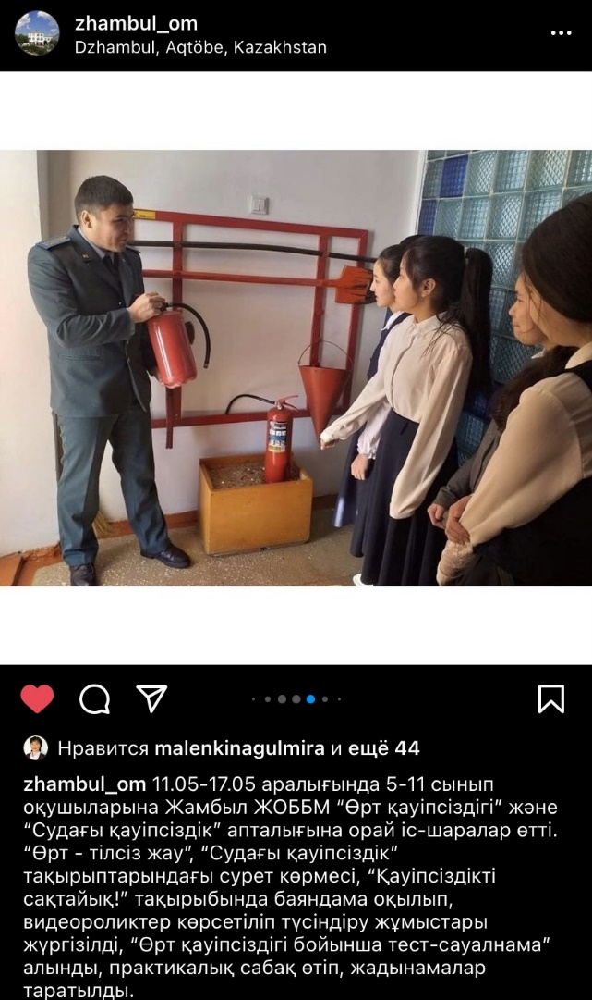 zhambul_om
Dzhambul, Aqtöbe, Kazakhstan
Нравится malenkinagulmira и ещё 44
zhambul_om 11.05-17.05 аралығында 5-11 сынып
оқушыларына Жамбыл ЖОББМ “Өрт қауіпсіздігі” және
“Судағы қауіпсіздік” апталығына орай іс-шаралар өтті.
“Өрт - тілсіз жау”, “Судағы қауіпсіздік”
тақырыптарындағы сурет көрмесі, “Қауіпсіздікті
сақтайық!” тақырыбында баяндама оқылып,
видеороликтер көрсетіліп түсіндіру жұмыстары
жүргізілді, “Өрт қауіпсіздігі бойынша тест-сауалнама”
алынды, практикалық сабақ өтіп, жадынамалар
таратылды.